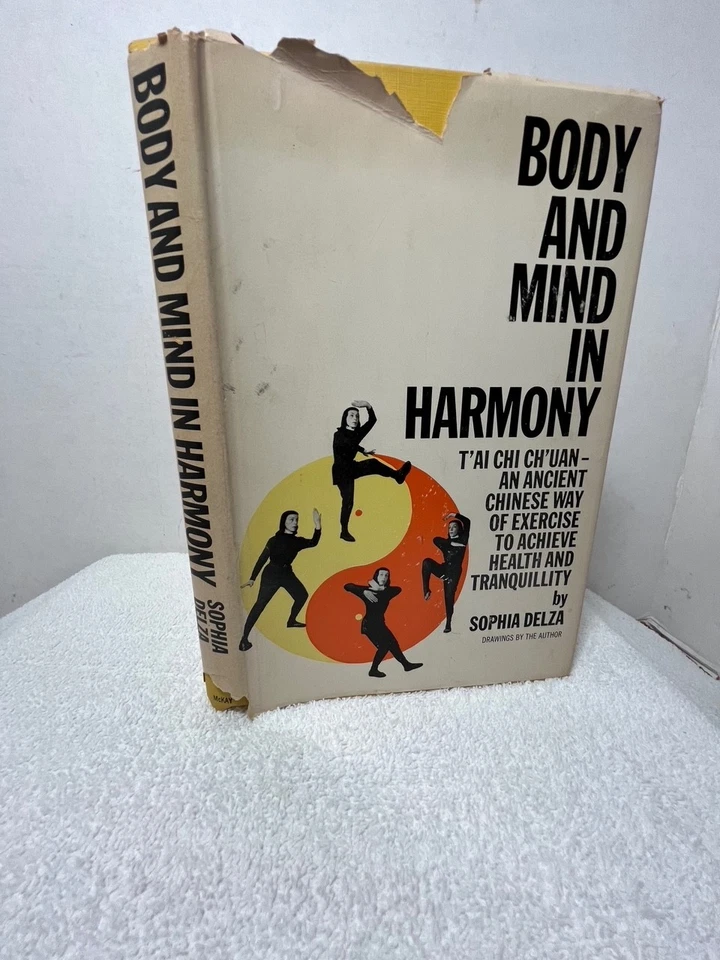 BODY AND MIND IN HARMONY
SOPHIA
DELZA
McKAY
BODY
AND
MIND
IN
HARMONY
T'AI CHI CH'UAN–
AN ANCIENT
CHINESE WAY
OF EXERCISE
TO ACHIEVE
HEALTH AND
TRANQUILLITY
by
SOPHIA DELZA
DRAWINGS BY THE AUTHOR